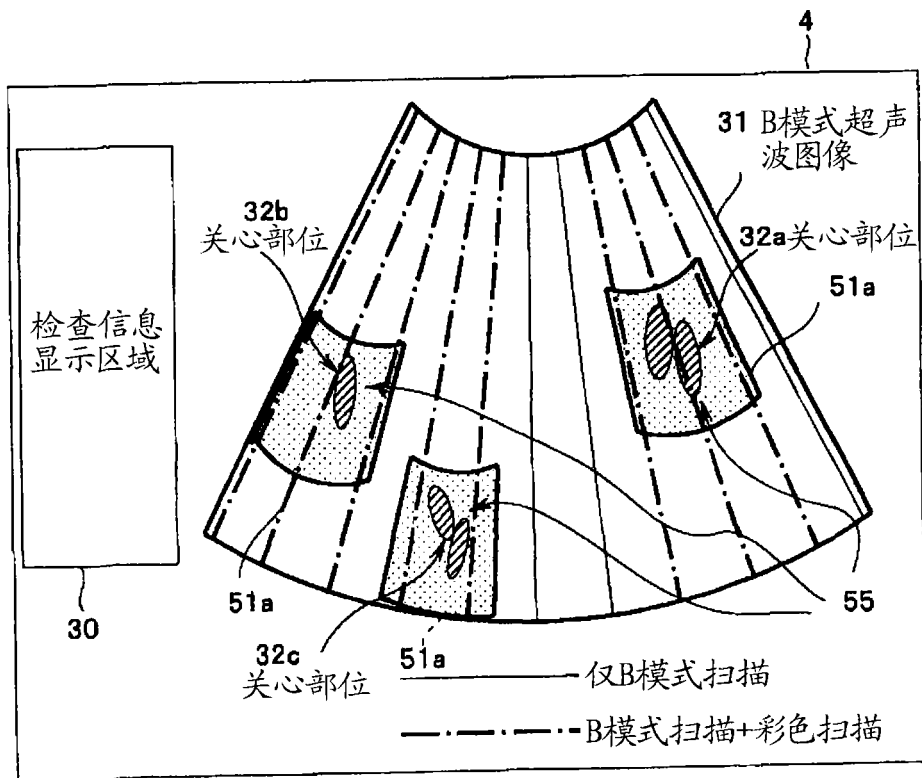 4
31 B模式超声
波图像
32b
关心部位
32a关心部位
51a
检查信息
显示区域
51a
55
30
32c
51a
关心部位
仅B模式扫描
B模式扫描+彩色扫描